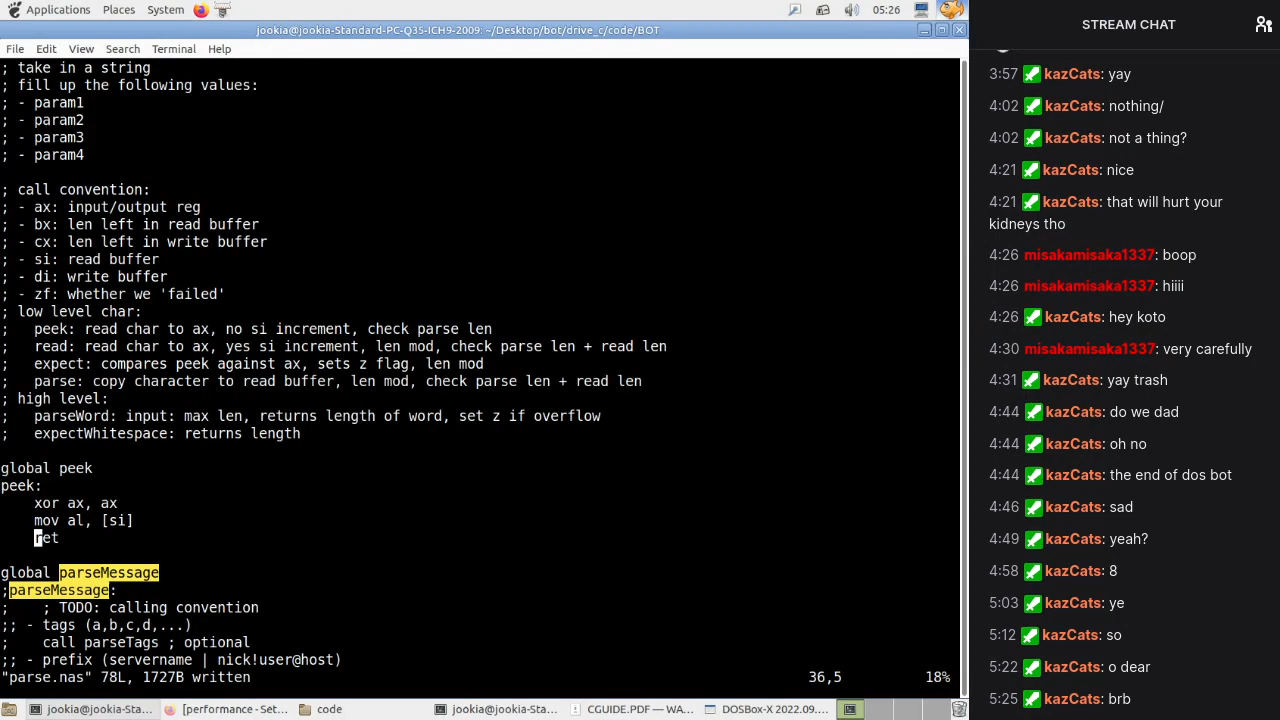 Applications Places System 05:26
jookia@jookia-Standard-PC-Q35-ICH9-2009: ~/Desktop/bot/drive_c/code/BOT
File Edit View Search Terminal Help
; take in a string
; fill up the following values:
; - param1
; - param2
; - param3
; - param4
; call convention:
; - ax: input/output reg
; - bx: len left in read buffer
; - cx: len left in write buffer
; - si: read buffer
; - di: write buffer
; - zf: whether we 'failed'
; low level char:
;   peek: read char to ax, no si increment, check parse len
;   read: read char to ax, yes si increment, len mod, check parse len + read len
;   expect: compares peek against ax, sets z flag, len mod
;   parse: copy character to read buffer, len mod, check parse len + read len
; high level:
;   parseWord: input: max len, returns length of word, set z if overflow
;   expectWhitespace: returns length
global peek
peek:
    xor ax, ax
    mov al, [si]
    ret
global parseMessage
;parseMessage:
;    ; TODO: calling convention
;; - tags (a,b,c,d,...)
;    call parseTags ; optional
;; - prefix (servername | nick!user@host)
"parse.nas" 78L, 1727B written 36,5 18%
jookia@jookia-Sta... [performance - Set... ce jookia@jookia-Sta... CGUIDE.PDF — WA... DOSBox-X 2022.09....
STREAM CHAT
3:57 kazCats: yay
4:02 kazCats: nothing/
4:02 kazCats: not a thing?
4:21 kazCats: nice
4:21 kazCats: that will hurt your
kidneys tho
4:26 misakamisaka1337: boop
4:26 misakamisaka1337: hiiii
4:26 kazCats: hey koto
4:30 misakamisaka1337: very carefully
4:31 kazCats: yay trash
4:44 kazCats: do we dad
4:44 kazCats: oh no
4:44 kazCats: the end of dos bot
4:46 kazCats: sad
4:49 kazCats: yeah?
4:58 kazCats: 8
5:03 kazCats: ye
5:12 kazCats: so
5:22 kazCats: o dear
5:25 kazCats: brb